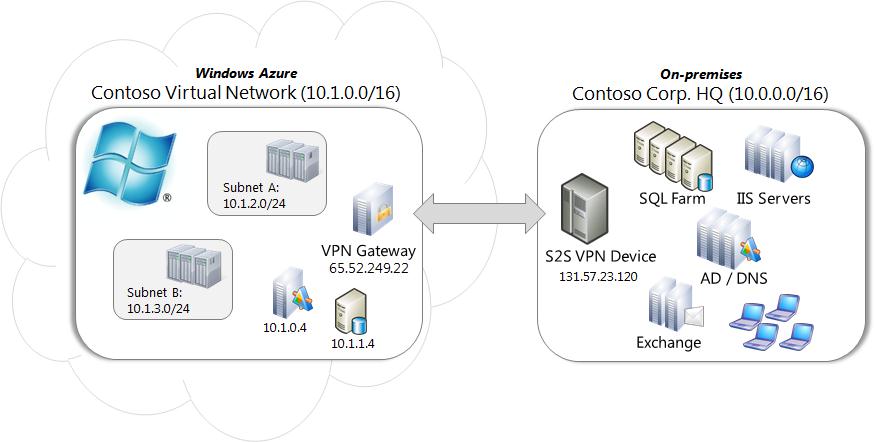 Windows Azure
Contoso Virtual Network (10.1.0.0/16)
®
Subnet A:
10.1.2.0/24
VPN Gateway
65.52.249.22
Subnet B:
10.1.3.0/24
10.1.0.4
10.1.1.4
On-premises
Contoso Corp. HQ (10.0.0.0/16)
SQL Farm
IIS Servers
S2S VPN Device
131.57.23.120
AD / DNS
Exchange